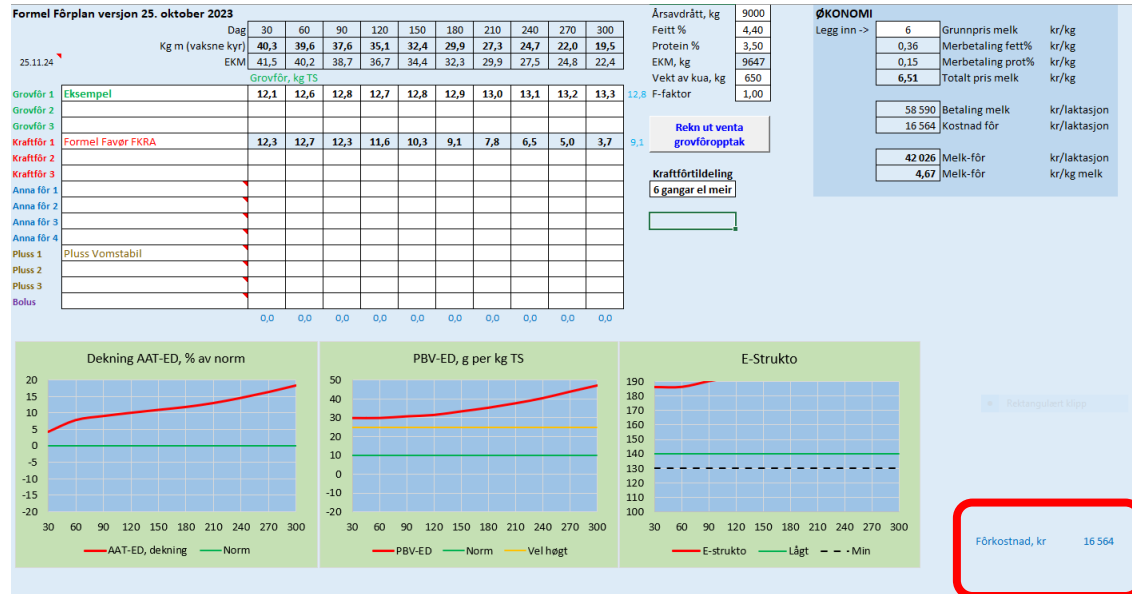 Formel Fôrplan versjon 25. oktober 2023
Dag 30 60 90 120 150 180 210 240 270 300
Kg m (vaksne kyr) 40,3 39,6 37,6 35,1 32,4 29,9 27,3 24,7 22,0 19,5
25.11.24 EKM 41,5 40,2 38,7 36,7 34,4 32,3 29,9 27,5 24,8 22,4
Grovfôr, kg TS
Grovfôr 1 Eksempel 12,1 12,6 12,8 12,7 12,8 12,9 13,0 13,1 13,2 13,3 12,8
Grovfôr 2
Grovfôr 3
Kraftfôr 1 Formel Favør FKRA 12,3 12,7 12,3 11,6 10,3 9,1 7,8 6,5 5,0 3,7 9,1
Kraftfôr 2
Kraftfôr 3
Anna fôr 1
Anna fôr 2
Anna fôr 3
Anna fôr 4
Pluss 1 Pluss Vomstabil
Pluss 2
Pluss 3
Bolus
0,0 0,0 0,0 0,0 0,0 0,0 0,0 0,0 0,0 0,0
Årsavdrått, kg 9000
Feitt % 4,40
Protein % 3,50
EKM, kg 9647
Vekt av kua, kg 650
F-faktor 1,00
Rekn ut venta
grovfôropptak
Kraftfôrtildeling
6 gangar el meir
ØKONOMI
Legg inn -> 6 Grunnpris melk kr/kg
0,36 Merbetaling fett% kr/kg
0,15 Merbetaling prot% kr/kg
6,51 Totalt pris melk kr/kg
58 590 Betaling melk kr/laktasjon
16 564 Kostnad fôr kr/laktasjon
42 026 Melk-fôr kr/laktasjon
4,67 Melk-fôr kr/kg melk
Dekning AAT-ED, % av norm
20
15
10
5
0
-5
-10
-15
-20
30 60 90 120 150 180 210 240 270 300
AAT-ED, dekning Norm
PBV-ED, g per kg TS
50
40
30
20
10
0
-10
-20
30 60 90 120 150 180 210 240 270 300
PBV-ED Norm Vel høgt
E-Strukto
190
180
170
160
150
140
130
120
110
100
30 60 90 120 150 180 210 240 270 300
E-strukto Lågt Min
Rektangulært klipp
Fôrkostnad, kr 16 564